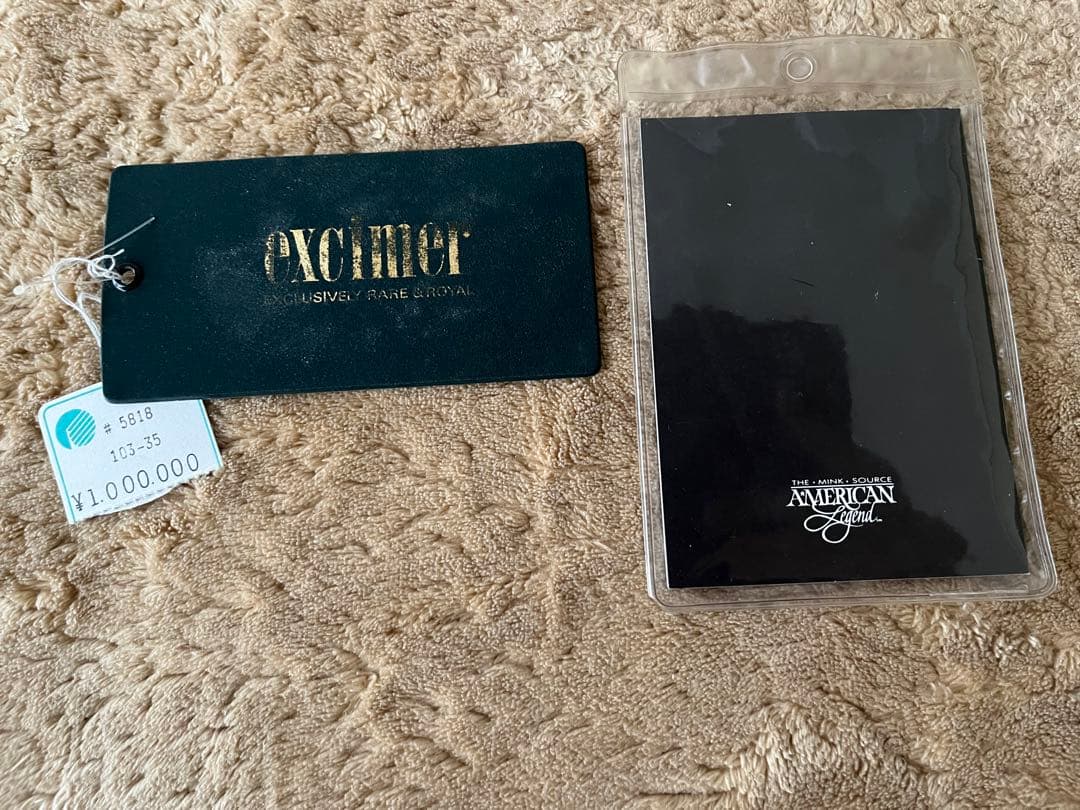 excimer
EXCLUSIVELY RARE & ROYAL
# 5818
103-35
¥1.000.000
THE · MINK · SOURCE
AMERICAN
Legend